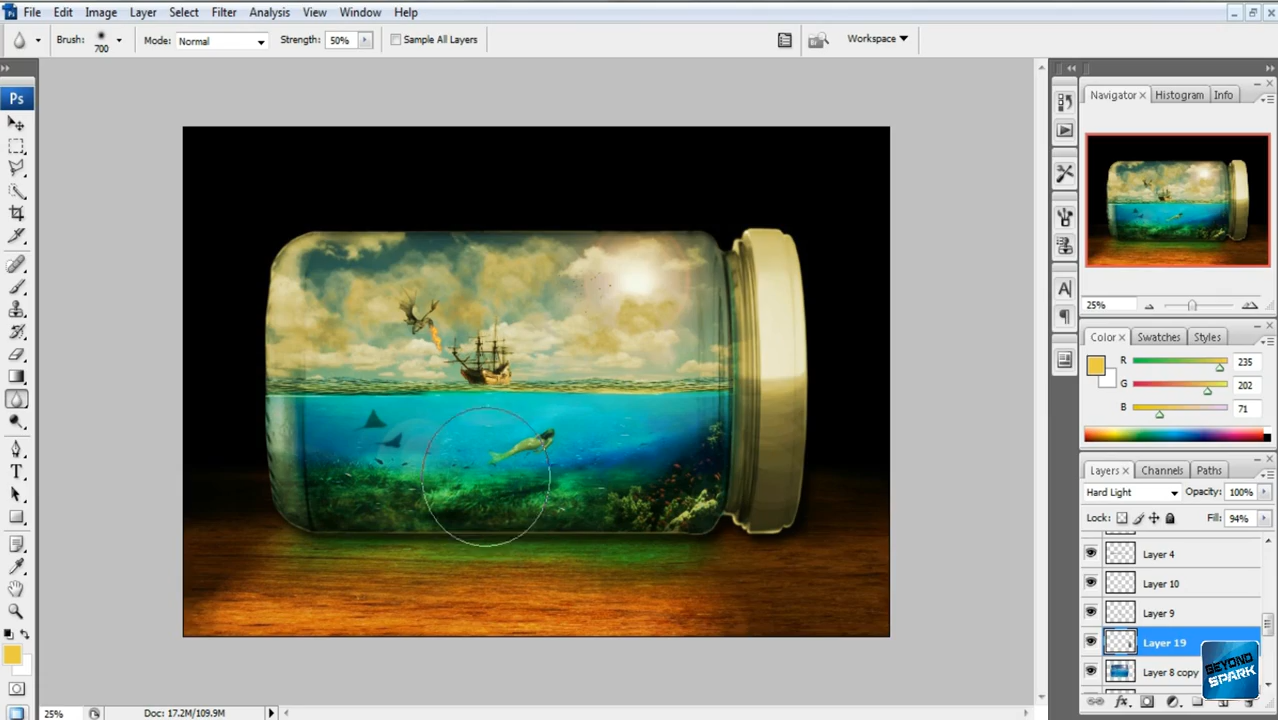 Ps File Edit Image Layer Select Filter Analysis View Window Help
Brush: 700 Mode: Normal Strength: 50% Sample All Layers Workspace
Ps
Navigator Histogram Info
25%
Color Swatches Styles
R 235
G 202
B 71
Layers Channels Paths
Hard Light Opacity: 100%
Lock: Fill: 94%
Layer 4
Layer 10
Layer 9
Layer 19
Layer 8 copy
BEYOND
SPARK
T
A
25% Doc: 17.2M/109.9M